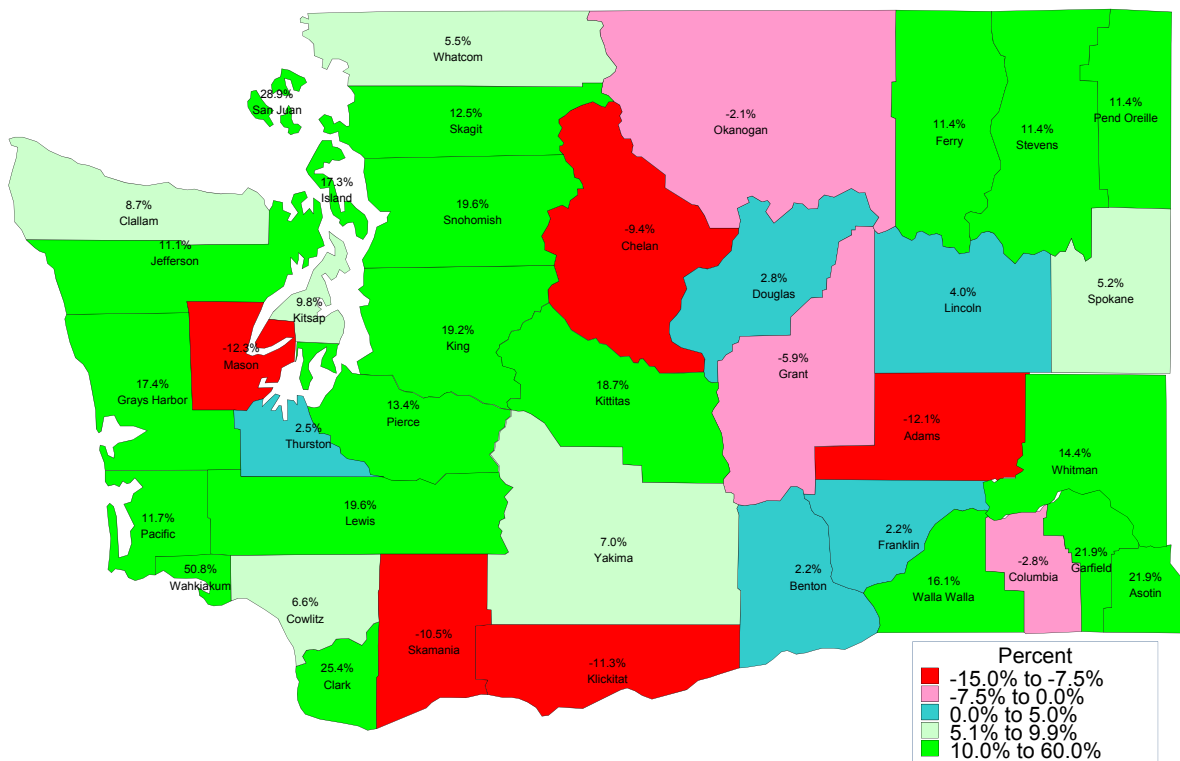 5.5%
Whatcom
28.9%
San Juan
12.5%
Skagit
-2.1%
Okanogan
11.4%
Ferry
11.4%
Stevens
11.4%
Pend Oreille
17.3%
Island
8.7%
Clallam
19.6%
Snohomish
-9.4%
Chelan
11.1%
Jefferson
2.8%
Douglas
4.0%
Lincoln
5.2%
Spokane
9.8%
Kitsap
19.2%
King
-12.3%
Mason
-5.9%
Grant
17.4%
Grays Harbor
18.7%
Kittitas
13.4%
Pierce
2.5%
Thurston
-12.1%
Adams
14.4%
Whitman
19.6%
Lewis
11.7%
Pacific
7.0%
Yakima
2.2%
Franklin
50.8%
Wahkiakum
2.2%
Benton
-2.8%
Columbia
21.9%
Garfield
16.1%
Walla Walla
21.9%
Asotin
6.6%
Cowlitz
-10.5%
Skamania
-11.3%
Klickitat
25.4%
Clark
Percent
-15.0% to -7.5%
-7.5% to 0.0%
0.0% to 5.0%
5.1% to 9.9%
10.0% to 60.0%